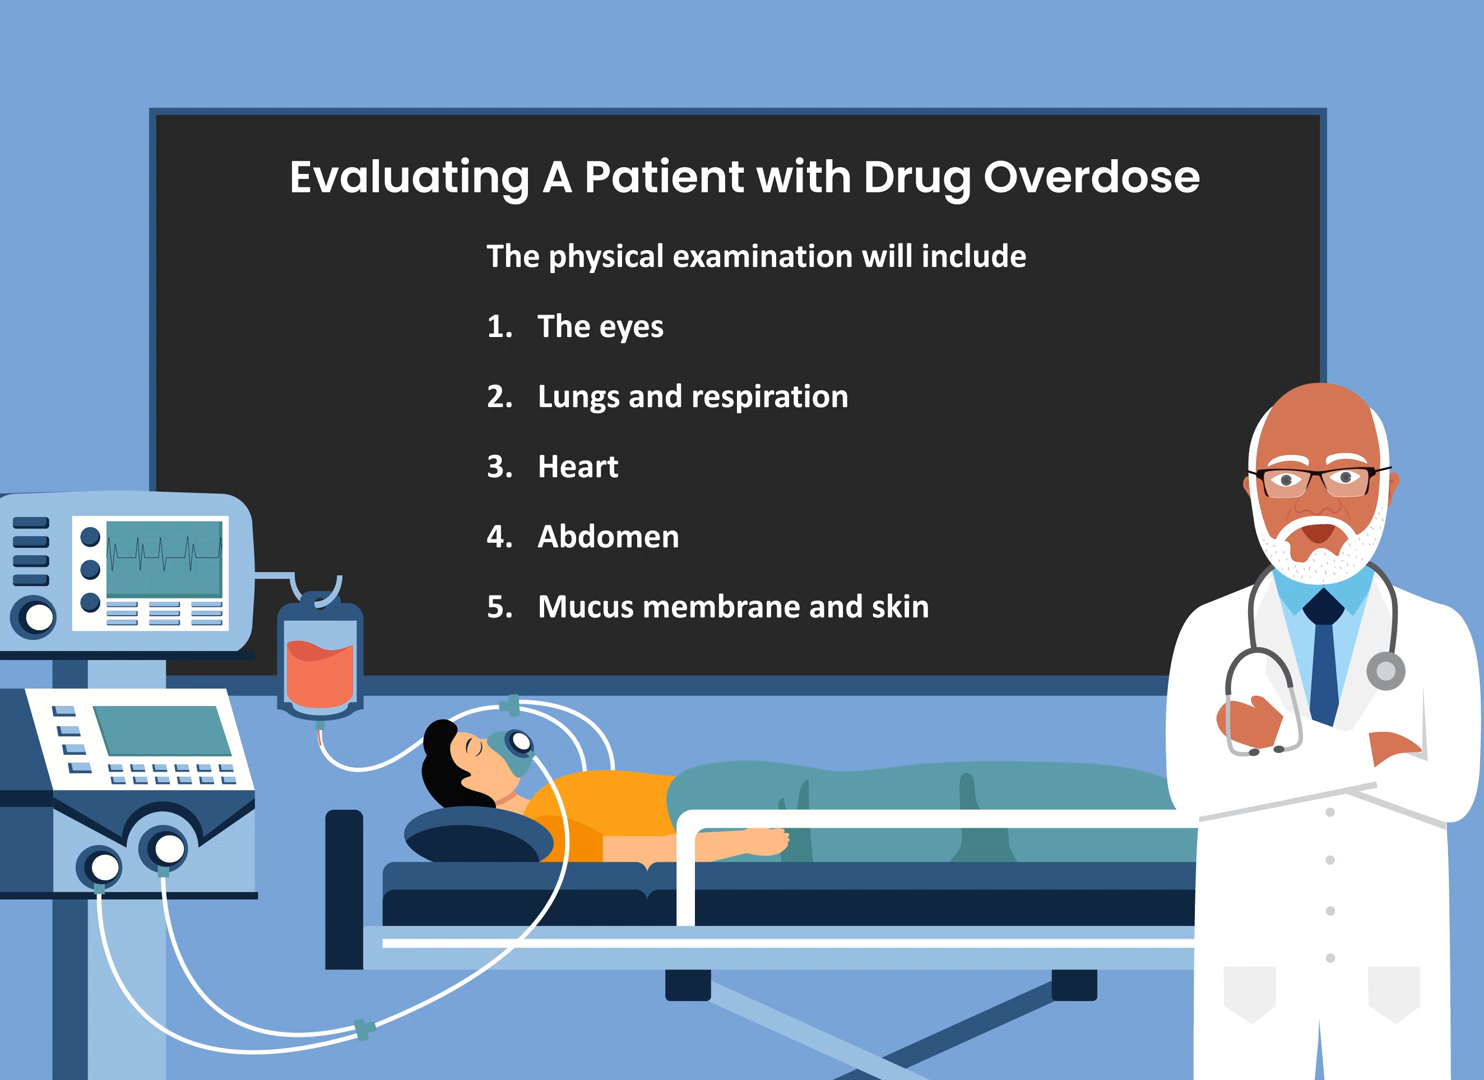 Evaluating A Patient with Drug Overdose
The physical examination will include
1. The eyes
2. Lungs and respiration
3. Heart
4. Abdomen
5. Mucus membrane and skin